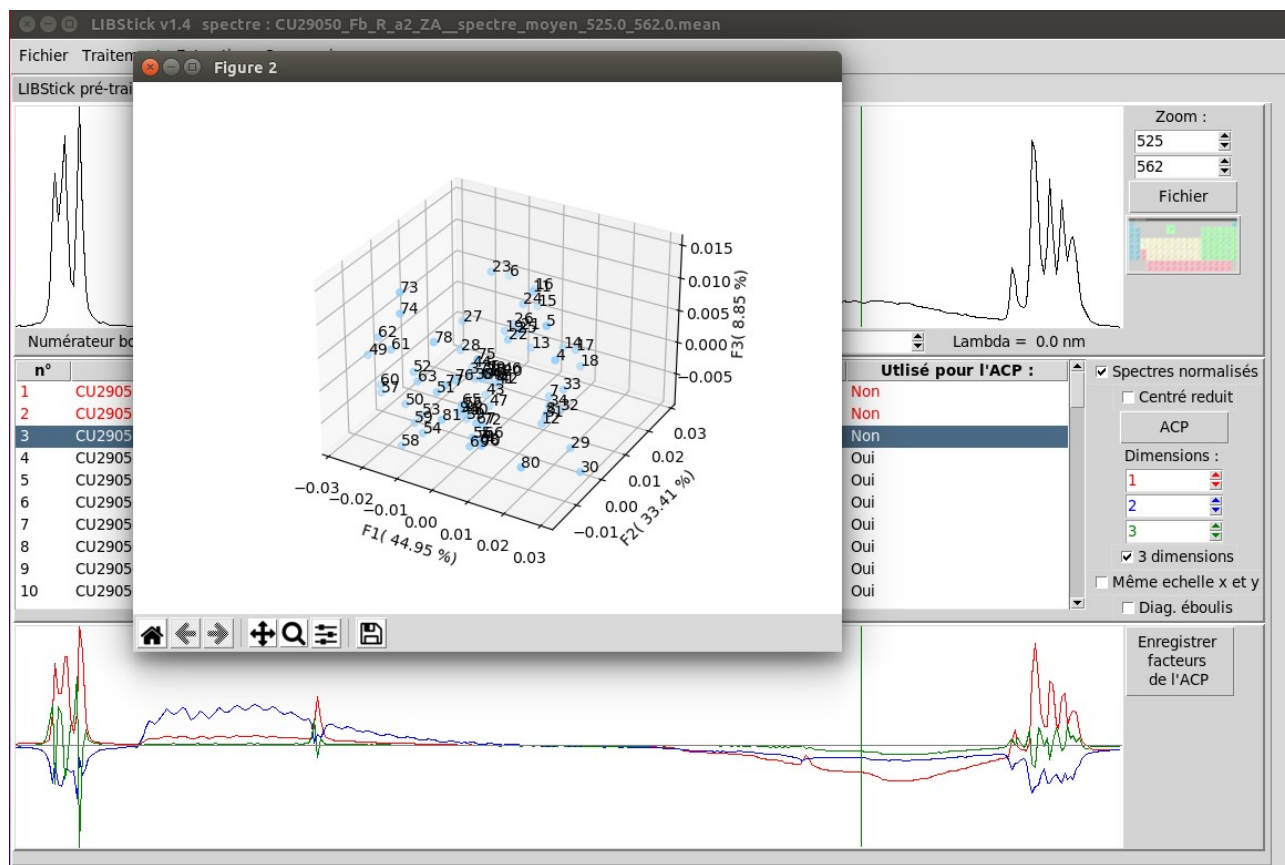 LIBStick v1.4 spectre : CU29050_Fb_R_a2_ZA__spectre_moyen_525.0_562.0.mean
Fichier
Figure 2
LIBStick pré-trai
Zoom :
525
562
Fichier
Lambda = 0.0 nm
n°
Utilisé pour l'ACP :
1 CU2905 Non
2 CU2905 Non
3 CU2905 Non
4 CU2905 Oui
5 CU2905 Oui
6 CU2905 Oui
7 CU2905 Oui
8 CU2905 Oui
9 CU2905 Oui
10 CU2905 Oui
Spectres normalisés
Centré reduit
ACP
Dimensions :
1
2
3
3 dimensions
Même echelle x et y
Diag. éboulis
Enregistrer
facteurs
de l'ACP
0.015
0.010
0.005
0.000
−0.005
F3( 8.85 %)
0.03
0.02
0.01
0.00
−0.01
F2( 33.41 %)
−0.03
−0.02
−0.01
0.00
0.01
0.02
0.03
F1( 44.95 %)
23
6
16
11
24
15
73
74
27
26
5
22
13
14
17
4
18
62
49
61
78
28
75
52
60
57
63
77
76
51
43
47
33
7
34
32
12
50
53
59
54
81
58
29
80
30